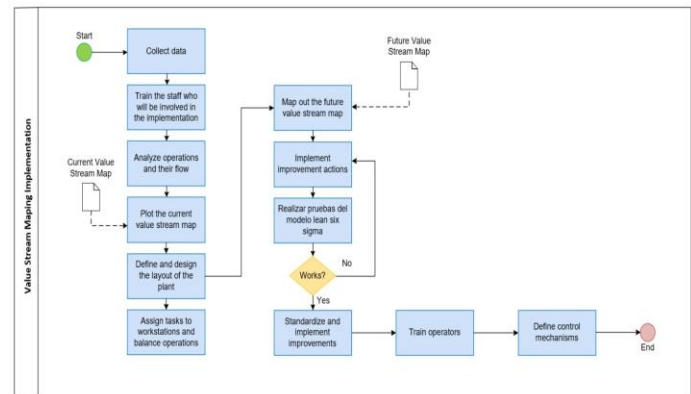 Value Stream Maping Implementation
Start
Collect data
Train the staff who
will be involved in
the implementation
Analyze operations
and their flow
Current Value
Stream Map
Plot the current
value stream map
Define and design
the layout of the
plant
Assign tasks to
workstations and
balance operations
Future Value
Stream Map
Map out the future
value stream map
Implement
improvement actions
Realizar pruebas del
modelo lean six
sigma
Works?
No
Yes
Standardize and
implement
improvements
Train operators
Define control
mechanisms
End